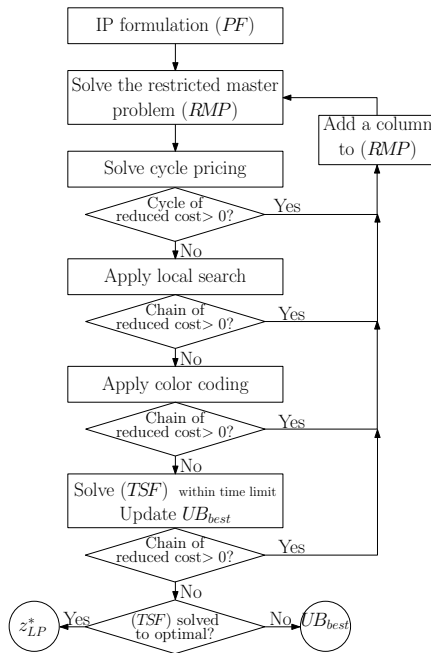 IP formulation (PF)
Solve the restricted master
problem (RMP)
Add a column
to (RMP)
Solve cycle pricing
Cycle of
reduced cost> 0?
Yes
No
Apply local search
Chain of
reduced cost> 0?
Yes
No
Apply color coding
Chain of
reduced cost> 0?
Yes
No
Solve (TSF) within time limit
Update UB_best
Chain of
reduced cost> 0?
Yes
No
z*_LP
Yes
(TSF) solved
to optimal?
No
UB_best